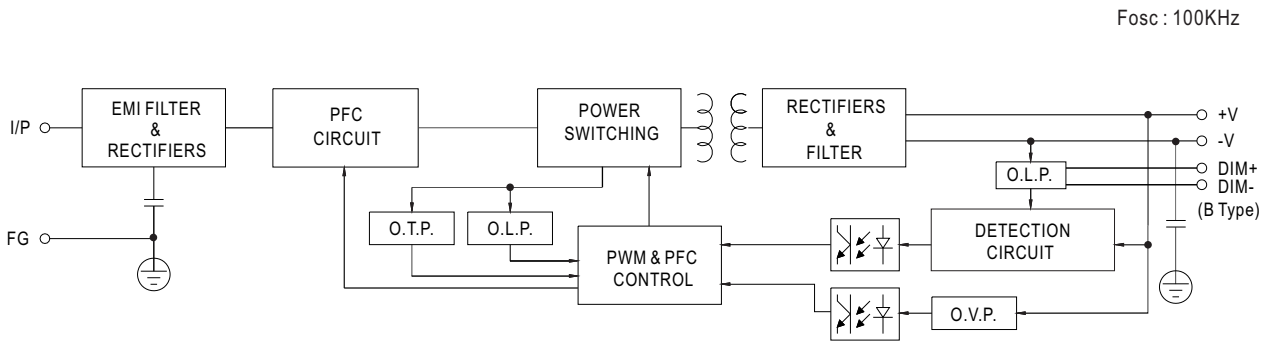 Fosc : 100KHz
I/P
EMI FILTER
&
RECTIFIERS
PFC
CIRCUIT
POWER
SWITCHING
RECTIFIERS
&
FILTER
+V
-V
DIM+
DIM-
(B Type)
O.L.P.
FG
O.T.P.
O.L.P.
PWM & PFC
CONTROL
DETECTION
CIRCUIT
O.V.P.